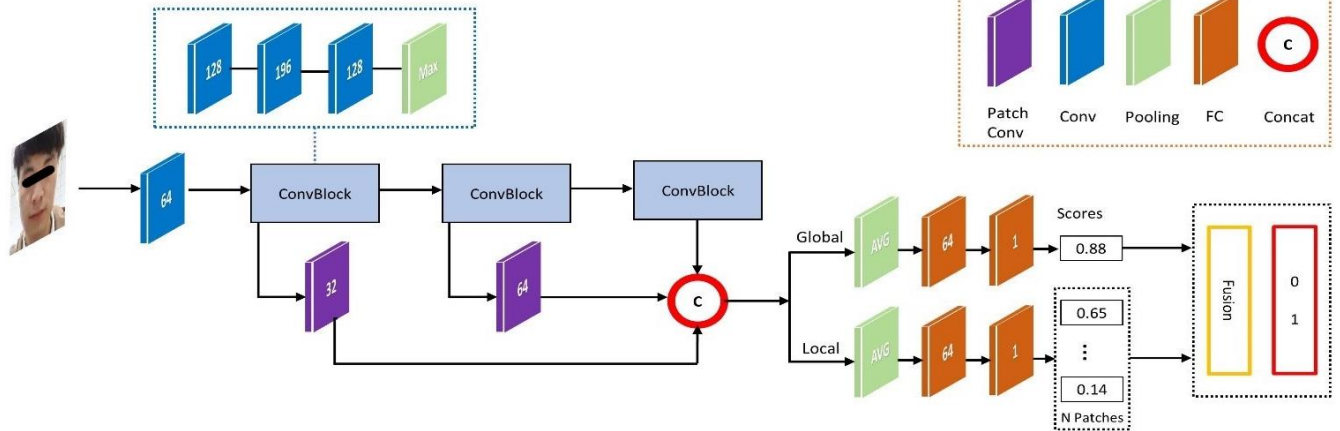 128
196
128
Max
Patch
Conv
Conv
Pooling
FC
C
Concat
64
ConvBlock
ConvBlock
ConvBlock
32
64
C
Global
AVG
64
1
Scores
0.88
Local
AVG
64
1
0.65
⋮
0.14
N Patches
Fusion
0
1